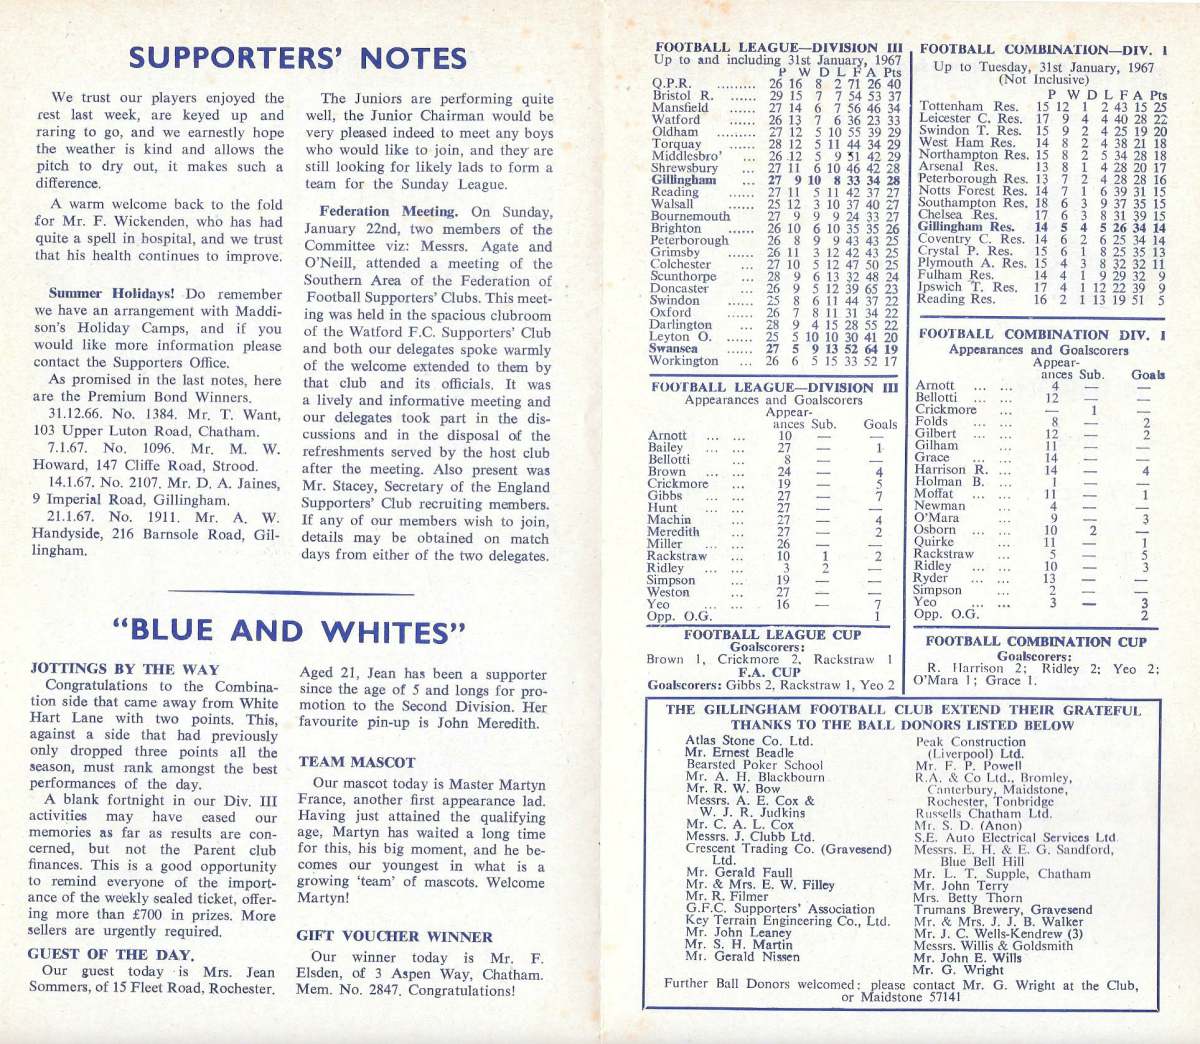 SUPPORTERS' NOTES
We trust our players enjoyed the
rest last week, are keyed up and
raring to go, and we earnestly hope
the weather is kind and allows the
pitch to dry out, it makes such a
difference.
A warm welcome back to the fold
for Mr. F. Wickenden, who has had
quite a spell in hospital, and we trust
that his health continues to improve.
Summer Holidays! Do remember
we have an arrangement with Maddi-
son's Holiday Camps, and if you
would like more information please
contact the Supporters Office.
As promised in the last notes, here
are the Premium Bond Winners.
31.12.66. No. 1384. Mr. T. Want,
103 Upper Luton Road, Chatham.
7.1.67. No. 1096. Mr. M. W.
Howard, 147 Cliffe Road, Strood.
14.1.67. No. 2107. Mr. D. A. Jaines,
9 Imperial Road, Gillingham.
21.1.67. No. 1911. Mr. A. W.
Handyside, 216 Barnsole Road, Gil-
lingham.
The Juniors are performing quite
well, the Junior Chairman would be
very pleased indeed to meet any boys
who would like to join, and they are
still looking for likely lads to form a
team for the Sunday League.
Federation Meeting. On Sunday,
January 22nd, two members of the
Committee viz: Messrs. Agate and
O'Neill, attended a meeting of the
Southern Area of the Federation of
Football Supporters' Clubs. This meet-
ing was held in the spacious clubroom
of the Watford F.C. Supporters' Club
and both our delegates spoke warmly
of the welcome extended to them by
that club and its officials. It was
a lively and informative meeting and
our delegates took part in the dis-
cussions and in the disposal of the
refreshments served by the host club
after the meeting. Also present was
Mr. Stacey, Secretary of the England
Supporters' Club recruiting members.
If any of our members wish to join,
details may be obtained on match
days from either of the two delegates.
"BLUE AND WHITES"
JOTTINGS BY THE WAY
Congratulations to the Combina-
tion side that came away from White
Hart Lane with two points. This,
against a side that had previously
only dropped three points all the
season, must rank amongst the best
performances of the day.
A blank fortnight in our Div. III
activities may have eased our
memories as far as results are con-
cerned, but not the Parent club
finances. This is a good opportunity
to remind everyone of the import-
ance of the weekly sealed ticket, offer-
ing more than £700 in prizes. More
sellers are urgently required.
GUEST OF THE DAY.
Our guest today is Mrs. Jean
Sommers, of 15 Fleet Road, Rochester.
Aged 21, Jean has been a supporter
since the age of 5 and longs for pro-
motion to the Second Division. Her
favourite pin-up is John Meredith.
TEAM MASCOT
Our mascot today is Master Martyn
France, another first appearance lad.
Having just attained the qualifying
age, Martyn has waited a long time
for this, his big moment, and he be-
comes our youngest in what is a
growing 'team' of mascots. Welcome
Martyn!
GIFT VOUCHER WINNER
Our winner today is Mr. F.
Elsden, of 3 Aspen Way, Chatham.
Mem. No. 2847. Congratulations!
FOOTBALL LEAGUE—DIVISION III
Up to and including 31st January, 1967
P W D L F A Pts
Q.P.R. ......... 26 16 8 2 71 26 40
Bristol R. ...... 29 15 7 7 54 53 37
Mansfield ...... 27 14 6 7 56 46 34
Watford ...... 26 13 7 6 36 23 33
Oldham ......... 27 12 5 10 55 39 29
Torquay ...... 28 12 5 11 44 34 29
Middlesbro' ... 26 12 5 9 51 42 29
Shrewsbury ... 27 11 6 10 46 42 28
Gillingham ... 27 9 10 8 33 34 28
Reading ...... 27 11 5 11 42 37 27
Walsall ...... 25 12 3 10 37 40 27
Bournemouth 27 9 9 9 24 33 27
Brighton ...... 26 10 6 10 35 35 26
Peterborough 26 8 9 9 43 43 25
Grimsby ...... 26 11 3 12 42 43 25
Colchester ... 27 10 5 12 47 50 25
Scunthorpe ... 28 9 6 13 32 48 24
Doncaster ... 26 9 5 12 39 65 23
Swindon ...... 25 8 6 11 44 37 22
Oxford ...... 26 7 8 11 31 34 22
Darlington ... 28 9 4 15 28 55 22
Leyton O. ...... 25 5 10 10 30 41 20
Swansea ...... 27 5 9 13 52 64 19
Workington ... 26 6 5 15 33 52 17
FOOTBALL LEAGUE—DIVISION III
Appearances and Goalscorers
Appear-
ances Sub. Goals
Arnott ... ... 10 — —
Bailey ... ... 27 — 1
Bellotti ... 8 — —
Brown ... ... 24 — 4
Crickmore ... 19 — 5
Gibbs ... ... 27 — 7
Hunt ... ... 27 — —
Machin ... 27 — 4
Meredith ... 27 — 2
Miller ... ... 26 — —
Rackstraw ... 10 1 2
Ridley ... ... 3 2 —
Simpson ... 19 — —
Weston ... 27 — —
Yeo ... ... 16 — 7
Opp. O.G. 1
FOOTBALL LEAGUE CUP
Goalscorers:
Brown 1, Crickmore 2, Rackstraw 1
F.A. CUP
Goalscorers: Gibbs 2, Rackstraw 1, Yeo 2
FOOTBALL COMBINATION—DIV. I
Up to Tuesday, 31st January, 1967
(Not Inclusive)
P W D L F A Pts
Tottenham Res. 15 12 1 2 43 15 25
Leicester C. Res. 17 9 4 4 40 28 22
Swindon T. Res. 15 9 2 4 25 19 20
West Ham Res. 14 8 2 4 38 21 18
Northampton Res. 15 8 2 5 34 28 18
Arsenal Res. 13 8 1 4 28 20 17
Peterborough Res. 13 7 2 4 28 28 16
Notts Forest Res. 14 7 1 6 39 31 15
Southampton Res. 18 6 3 9 37 35 15
Chelsea Res. 17 6 3 8 31 39 15
Gillingham Res. 14 5 4 5 26 34 14
Coventry C. Res. 14 6 2 6 25 34 14
Crystal P. Res. 15 6 1 8 25 35 13
Plymouth A. Res. 15 4 3 8 32 32 11
Fulham Res. 14 4 1 9 29 32 9
Ipswich T. Res. 17 4 1 12 22 39 9
Reading Res. 16 2 1 13 19 51 5
FOOTBALL COMBINATION DIV. I
Appearances and Goalscorers
Appear-
ances Sub. Goals
Arnott ... ... 4 — —
Bellotti ... ... 12 — —
Crickmore ... — 1 —
Folds ... ... 8 — 2
Gilbert ... ... 12 — 2
Gilham ... 11 — —
Grace ... ... 14 — —
Harrison R. ... 14 — 4
Holman B. ... 1 — —
Moffat ... ... 11 — 1
Newman ... 4 — —
O'Mara ... 9 — 3
Osborn ... ... 10 2 —
Quirke ... 11 — 1
Rackstraw ... 5 — 5
Ridley ... ... 10 — 3
Ryder ... ... 13 — —
Simpson ... 2 — —
Yeo ... ... 3 — 3
Opp. O.G. 2
FOOTBALL COMBINATION CUP
Goalscorers:
R. Harrison 2; Ridley 2; Yeo 2;
O'Mara 1; Grace 1.
THE GILLINGHAM FOOTBALL CLUB EXTEND THEIR GRATEFUL
THANKS TO THE BALL DONORS LISTED BELOW
Atlas Stone Co. Ltd.
Mr. Ernest Beadle
Bearsted Poker School
Mr. A. H. Blackbourn
Mr. R. W. Bow
Messrs. A. E. Cox &
W. J. R. Judkins
Mr. C. A. L. Cox
Messrs. J. Clubb Ltd.
Crescent Trading Co. (Gravesend)
Ltd.
Mr. Gerald Faull
Mr. & Mrs. E. W. Filley
Mr. R. Filmer
G.F.C. Supporters' Association
Key Terrain Engineering Co., Ltd.
Mr. John Leaney
Mr. S. H. Martin
Mr. Gerald Nissen
Peak Construction
(Liverpool) Ltd.
Mr. F. P. Powell
R.A. & Co Ltd., Bromley,
Canterbury, Maidstone,
Rochester, Tonbridge
Russells Chatham Ltd.
Mr. S. D. (Anon)
S.E. Auto Electrical Services Ltd
Messrs. E. H. & E. G. Sandford,
Blue Bell Hill
Mr. L. T. Supple, Chatham
Mr. John Terry
Mrs. Betty Thorn
Trumans Brewery, Gravesend
Mr. & Mrs. J. J. B. Walker
Mr. J. C. Wells-Kendrew (3)
Messrs. Willis & Goldsmith
Mr. John E. Wills
Mr. G. Wright
Further Ball Donors welcomed: please contact Mr. G. Wright at the Club,
or Maidstone 57141